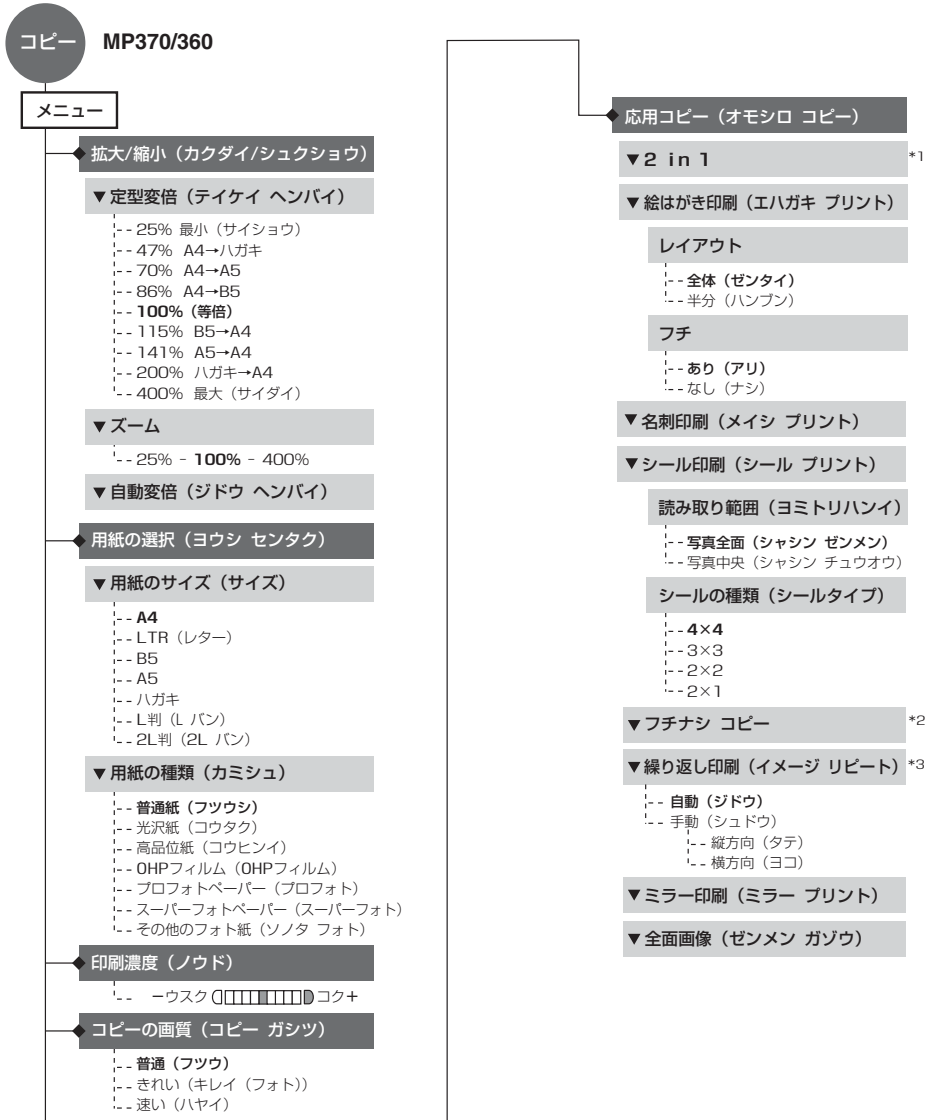 コピー
MP370/360
メニュー
拡大/縮小（カクダイ/シュクショウ）
▼定型変倍（テイケイ ヘンバイ）
25% 最小（サイショウ）
47% A4→ハガキ
70% A4→A5
86% A4→B5
100%（等倍）
115% B5→A4
141% A5→A4
200% ハガキ→A4
400% 最大（サイダイ）
▼ズーム
25% - 100% - 400%
▼自動変倍（ジドウ ヘンバイ）
用紙の選択（ヨウシ センタク）
▼用紙のサイズ（サイズ）
A4
LTR（レター）
B5
A5
ハガキ
L判（L バン）
2L判（2L バン）
▼用紙の種類（カミシュ）
普通紙（フツウシ）
光沢紙（コウタク）
高品位紙（コウヒンイ）
OHPフィルム（OHPフィルム）
プロフォトペーパー（プロフォト）
スーパーフォトペーパー（スーパーフォト）
その他のフォト紙（ソノタ フォト）
印刷濃度（ノウド）
－ウスク コク＋
コピーの画質（コピー ガシツ）
普通（フツウ）
きれい（キレイ（フォト））
速い（ハヤイ）
応用コピー（オモシロ コピー）
▼2 in 1 *1
▼絵はがき印刷（エハガキ プリント）
レイアウト
全体（ゼンタイ）
半分（ハンブン）
フチ
あり（アリ）
なし（ナシ）
▼名刺印刷（メイシ プリント）
▼シール印刷（シール プリント）
読み取り範囲（ヨミトリハンイ）
写真全面（シャシン ゼンメン）
写真中央（シャシン チュウオウ）
シールの種類（シールタイプ）
4×4
3×3
2×2
2×1
▼フチナシ コピー *2
▼繰り返し印刷（イメージ リピート） *3
自動（ジドウ）
手動（シュドウ）
縦方向（タテ）
横方向（ヨコ）
▼ミラー印刷（ミラー プリント）
▼全面画像（ゼンメン ガゾウ）